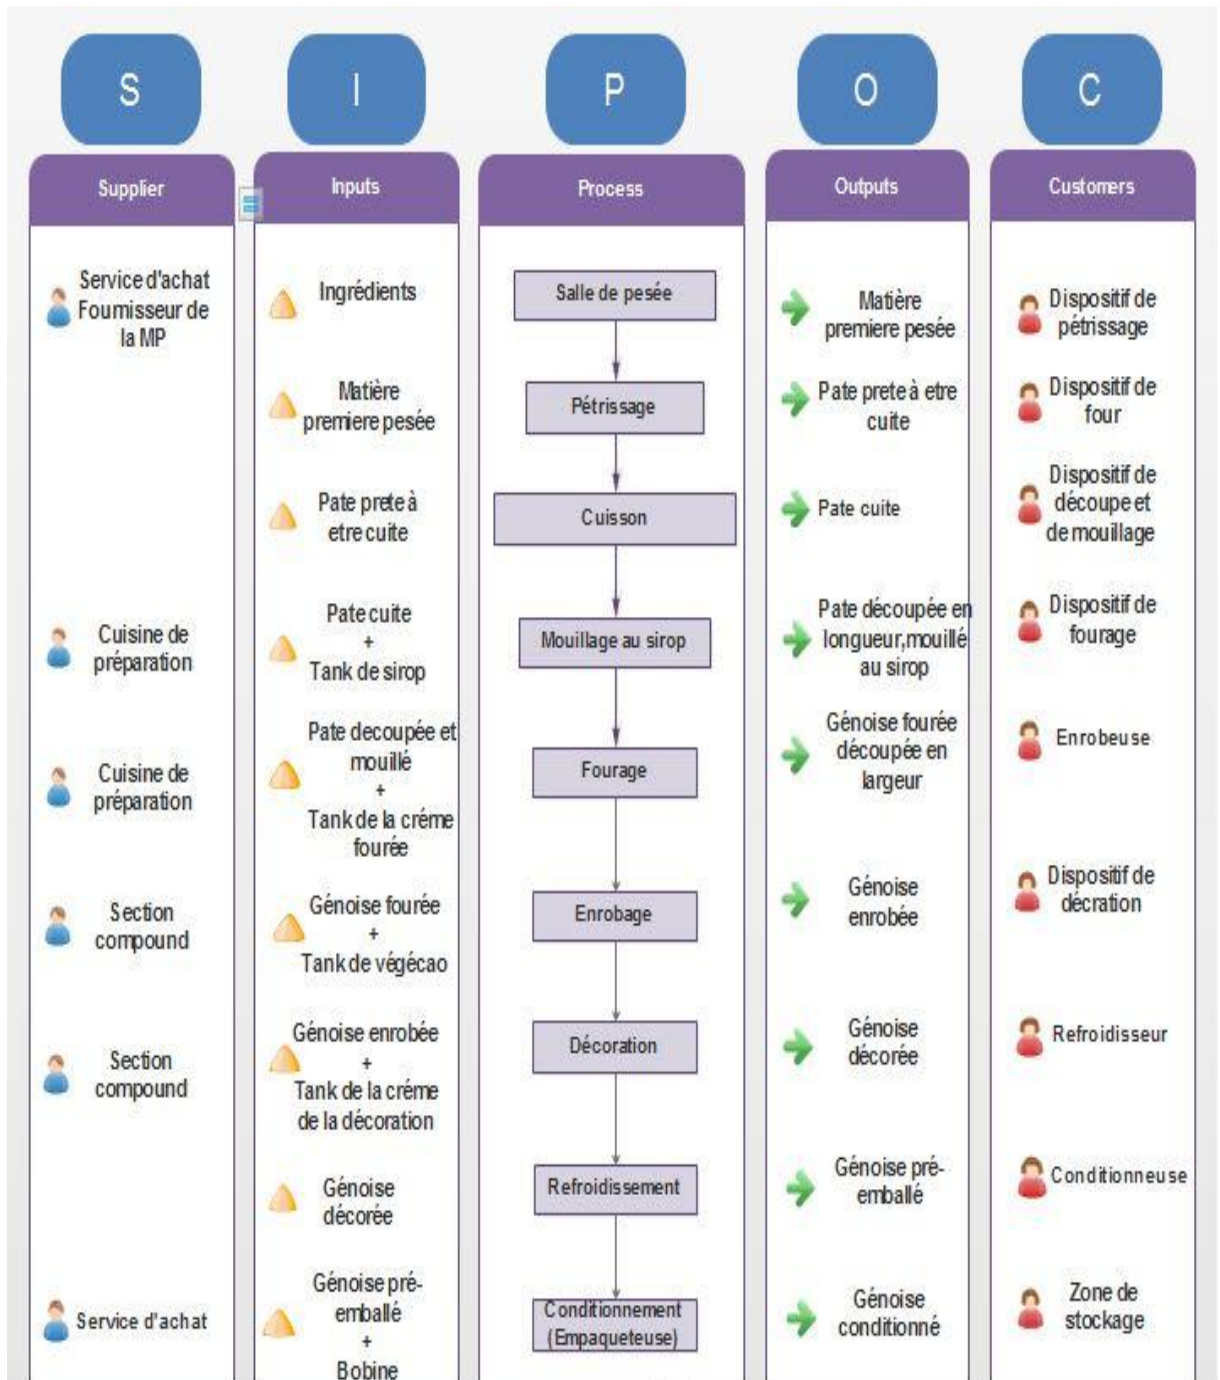 S
I
P
O
C
Supplier
Inputs
Process
Outputs
Customers
Service d'achat
Fournisseur de
la MP
Ingrédients
Salle de pesée
Matière
premiere pesée
Dispositif de
pétrissage
Matière
premiere pesée
Pétrissage
Pate prete à etre
cuite
Dispositif de
four
Pate prete à
etre cuite
Cuisson
Pate cuite
Dispositif de
découpe et
de mouillage
Cuisine de
préparation
Pate cuite
+
Tank de sirop
Mouillage au sirop
Pate découpée en
longueur,mouillé
au sirop
Dispositif de
fourage
Cuisine de
préparation
Pate decoupée et
mouillé
+
Tank de la créme
fourée
Fourage
Génoise fourée
découpée en
largeur
Enrobeuse
Section
compound
Génoise fourée
+
Tank de végécao
Enrobage
Génoise
enrobée
Dispositif de
décration
Section
compound
Génoise enrobée
+
Tank de la créme
de la décoration
Décoration
Génoise
décorée
Refroidisseur
Génoise
décorée
Refroidissement
Génoise pré-
emballé
Conditionneuse
Service d'achat
Génoise pré-
emballé
+
Bobine
Conditionnement
(Empaqueteuse)
Génoise
conditionné
Zone de
stockage